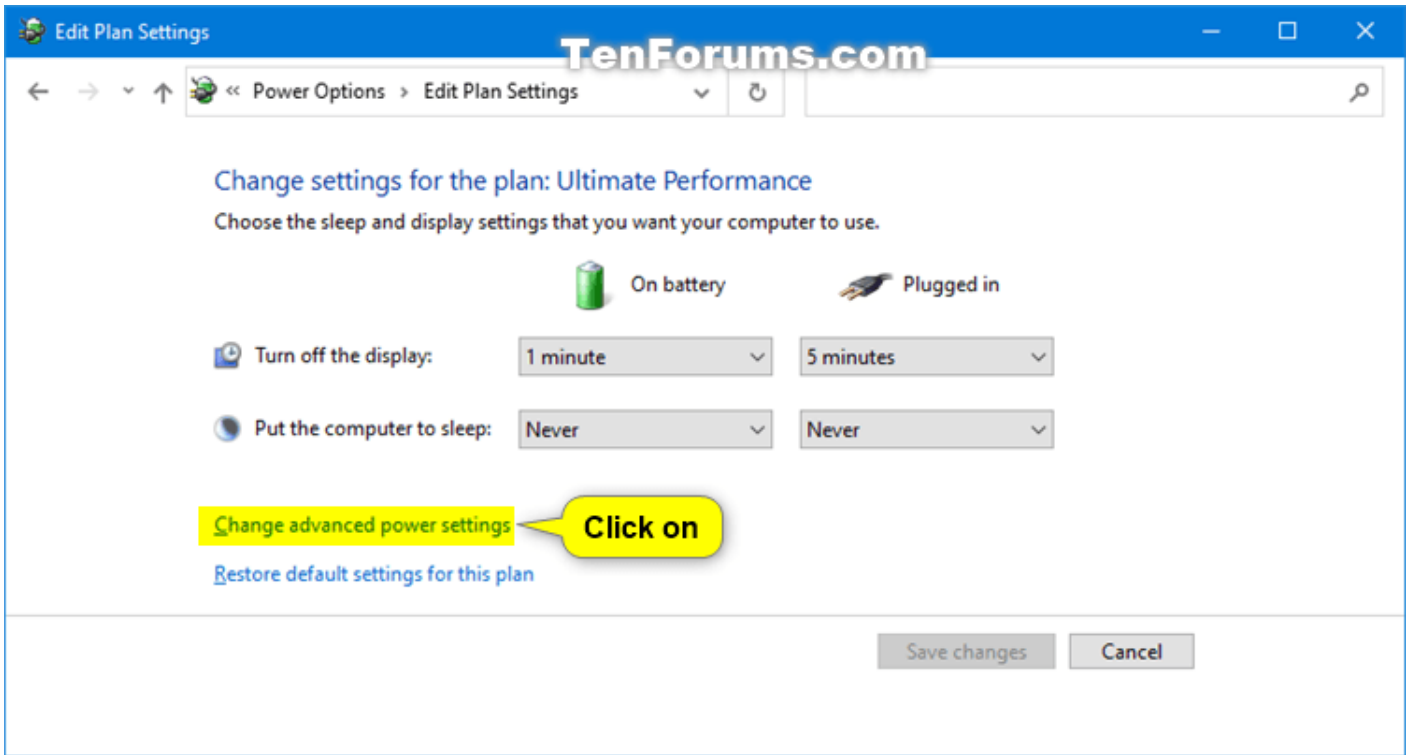 Edit Plan Settings
TenForums.com
« Power Options > Edit Plan Settings
Change settings for the plan: Ultimate Performance
Choose the sleep and display settings that you want your computer to use.
On battery Plugged in
Turn off the display: 1 minute 5 minutes
Put the computer to sleep: Never Never
Change advanced power settings Click on
Restore default settings for this plan
Save changes Cancel